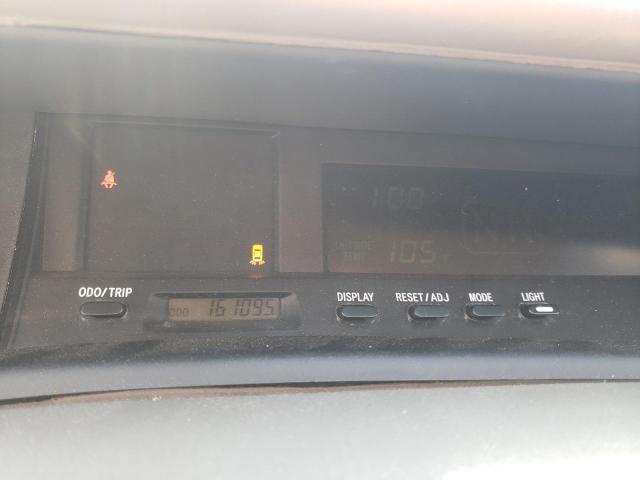 100
OUTSIDE
TEMP 105
ODO/TRIP
DISPLAY RESET/ADJ MODE LIGHT
ODO 161095